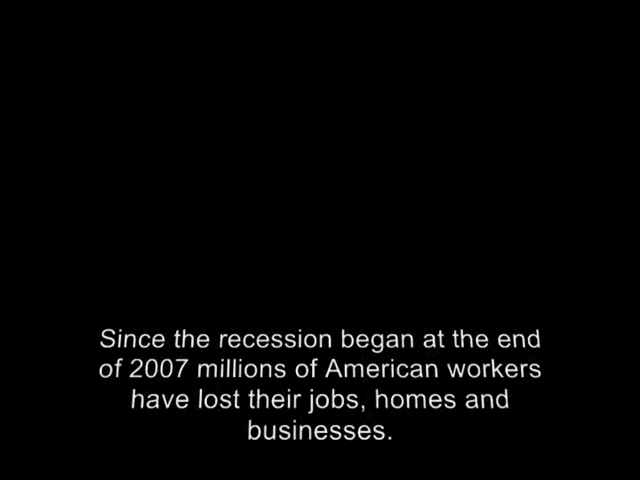 Since the recession began at the end
of 2007 millions of American workers
have lost their jobs, homes and
businesses.